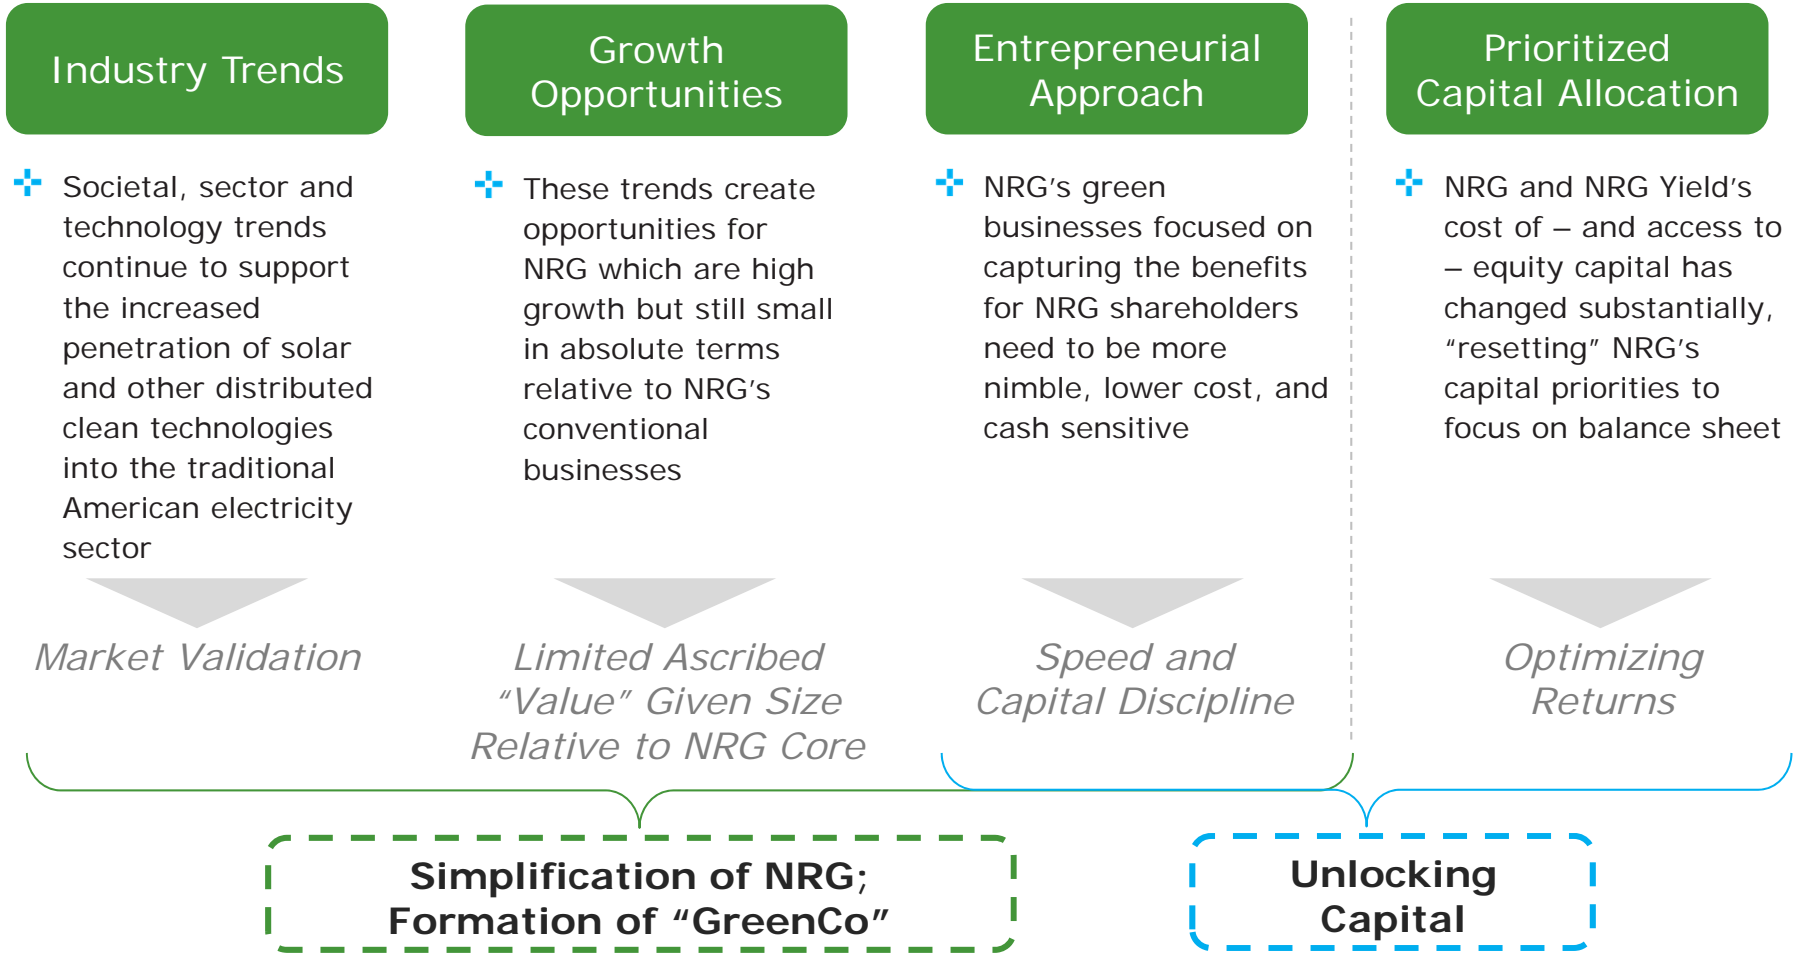 Industry Trends
Societal, sector and
technology trends
continue to support
the increased
penetration of solar
and other distributed
clean technologies
into the traditional
American electricity
sector
Market Validation
Growth
Opportunities
These trends create
opportunities for
NRG which are high
growth but still small
in absolute terms
relative to NRG’s
conventional
businesses
Limited Ascribed
“Value” Given Size
Relative to NRG Core
Entrepreneurial
Approach
NRG’s green
businesses focused on
capturing the benefits
for NRG shareholders
need to be more
nimble, lower cost, and
cash sensitive
Speed and
Capital Discipline
Prioritized
Capital Allocation
NRG and NRG Yield’s
cost of – and access to
– equity capital has
changed substantially,
“resetting” NRG’s
capital priorities to
focus on balance sheet
Optimizing
Returns
Simplification of NRG;
Formation of “GreenCo”
Unlocking
Capital